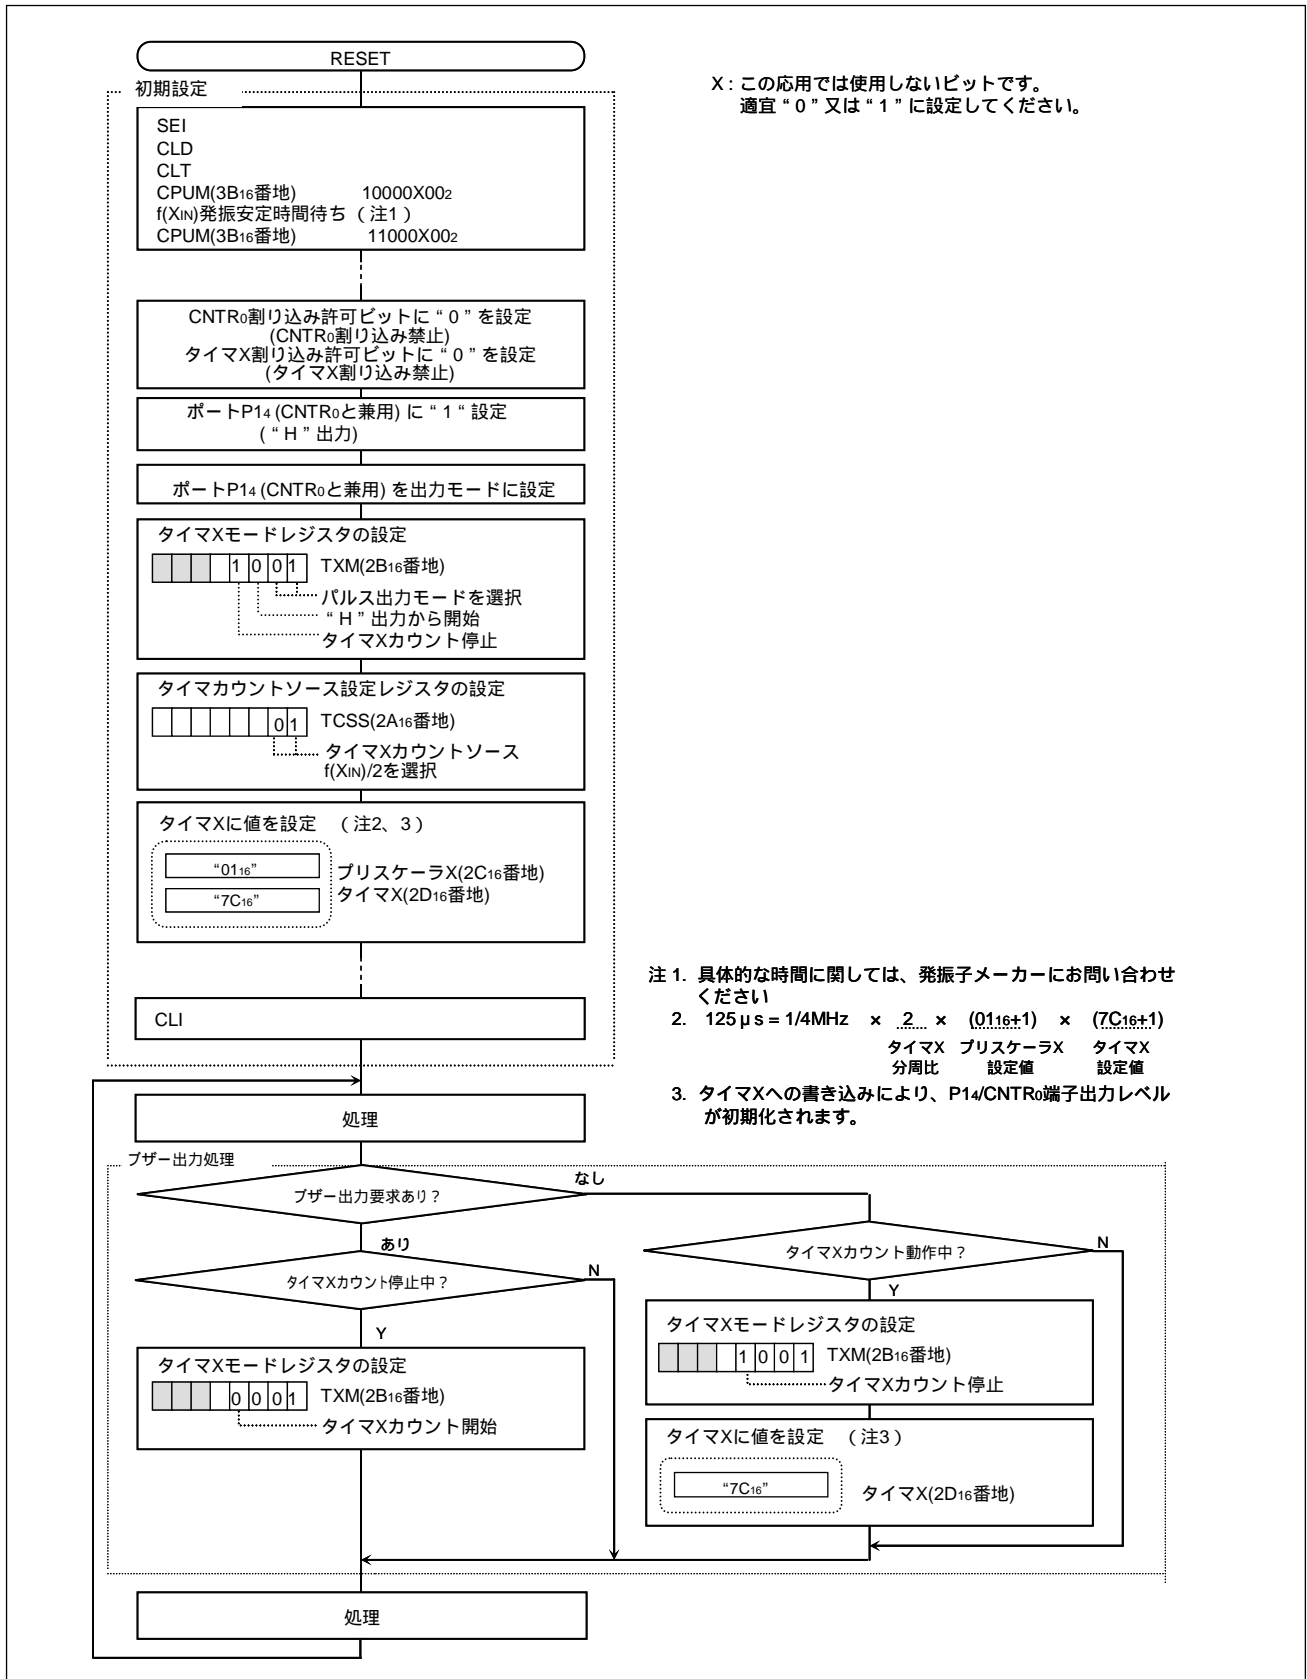 RESET
初期設定
X : この応用では使用しないビットです。
適宜 “ 0 ” 又は “ 1 ” に設定してください。
SEI
CLD
CLT
CPUM(3B16番地) 10000X002
f(XIN)発振安定時間待ち （注1 ）
CPUM(3B16番地) 11000X002
CNTR0割り込み許可ビットに “ 0 ” を設定
(CNTR0割り込み禁止)
タイマX割り込み許可ビットに “ 0 ” を設定
(タイマX割り込み禁止)
ポートP14 (CNTR0と兼用) に “ 1 “ 設定
( “ H ” 出力)
ポートP14 (CNTR0と兼用) を出力モードに設定
タイマXモードレジスタの設定
1 0 0 1 TXM(2B16番地)
パルス出力モードを選択
“ H ” 出力から開始
タイマXカウント停止
タイマカウントソース設定レジスタの設定
0 1 TCSS(2A16番地)
タイマXカウントソース
f(XIN)/2を選択
タイマXに値を設定 （注2、3 ）
“0116” プリスケーラX(2C16番地)
“7C16” タイマX(2D16番地)
CLI
注 1. 具体的な時間に関しては、発振子メーカーにお問い合わせ
ください
2. 125 μ s = 1/4MHz × 2 × (0116+1) × (7C16+1)
タイマX プリスケーラX タイマX
分周比 設定値 設定値
3. タイマXへの書き込みにより、P14/CNTR0端子出力レベル
が初期化されます。
処理
ブザー出力処理
ブザー出力要求あり？
なし
あり
タイマXカウント停止中？
N
Y
タイマXカウント動作中？
N
Y
タイマXモードレジスタの設定
0 0 0 1 TXM(2B16番地)
タイマXカウント開始
タイマXモードレジスタの設定
1 0 0 1 TXM(2B16番地)
タイマXカウント停止
タイマXに値を設定 （注3 ）
“7C16” タイマX(2D16番地)
処理